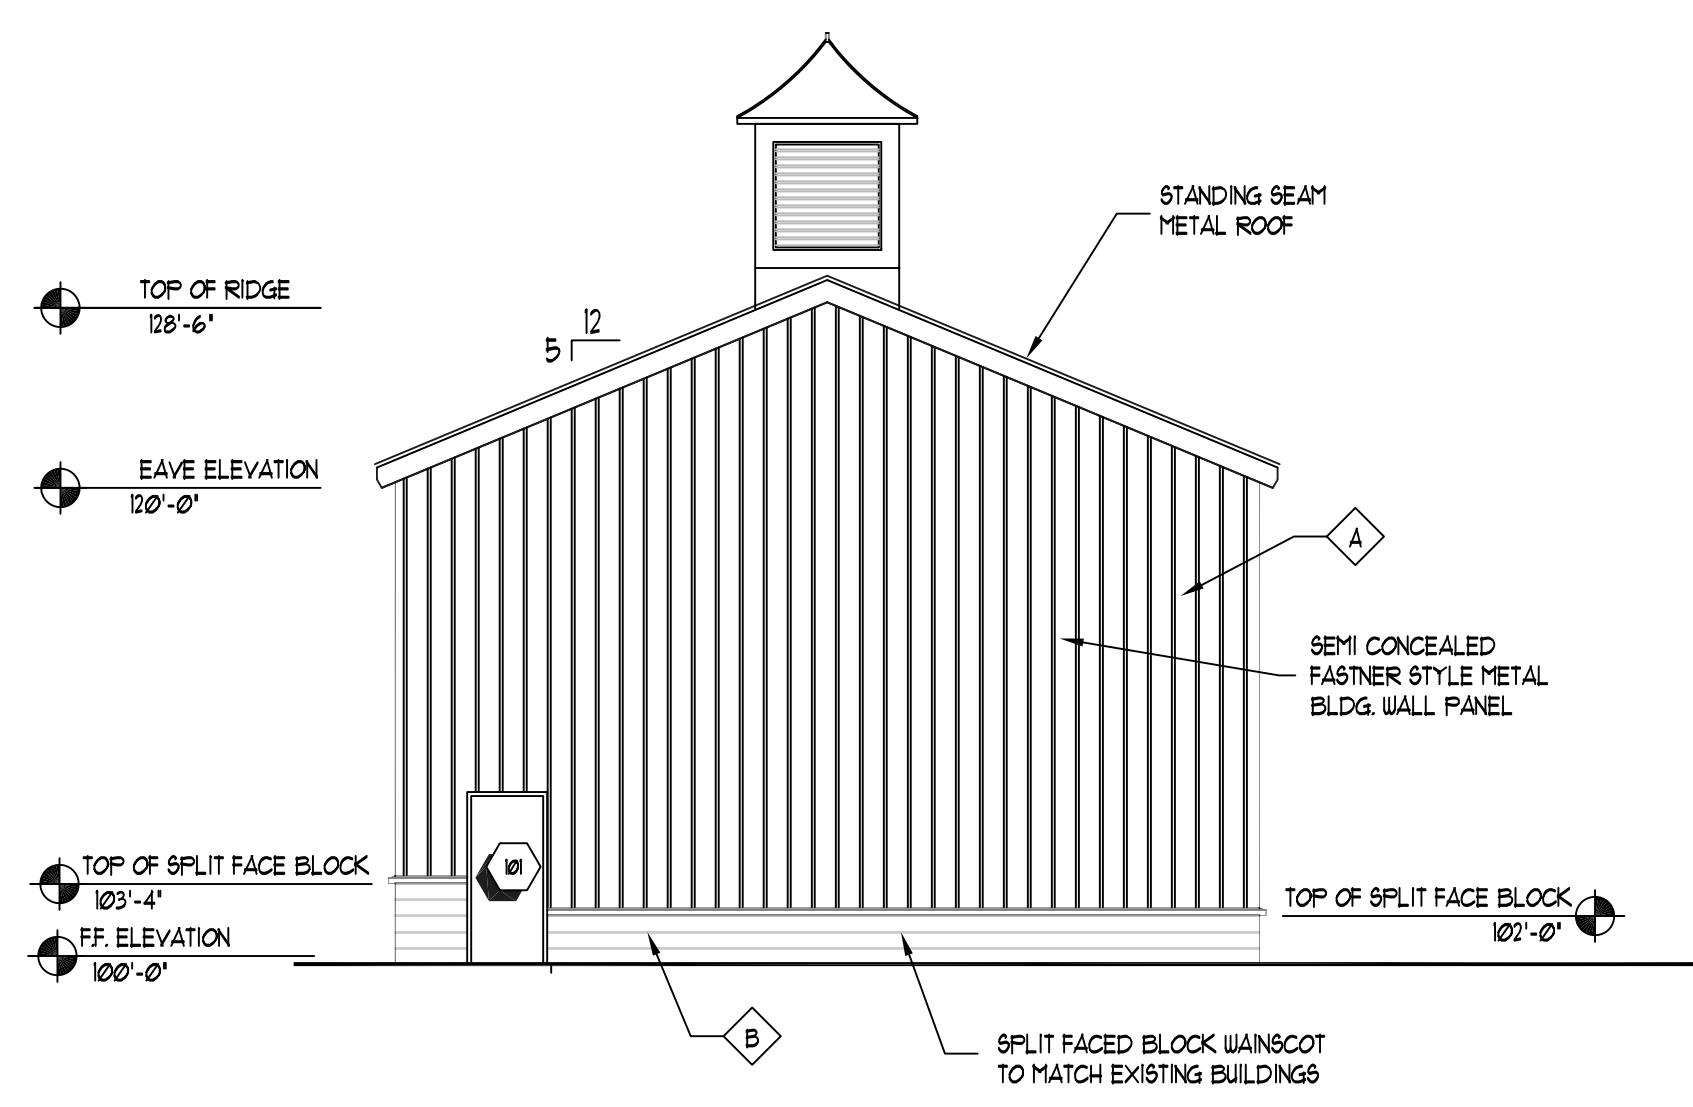 STANDING SEAM
METAL ROOF
TOP OF RIDGE
128'-6"
12
5
EAVE ELEVATION
120'-0"
A
SEMI CONCEALED
FASTNER STYLE METAL
BLDG. WALL PANEL
TOP OF SPLIT FACE BLOCK
103'-4"
101
TOP OF SPLIT FACE BLOCK
102'-0"
F.F. ELEVATION
100'-0"
B
SPLIT FACED BLOCK WAINSCOT
TO MATCH EXISTING BUILDINGS